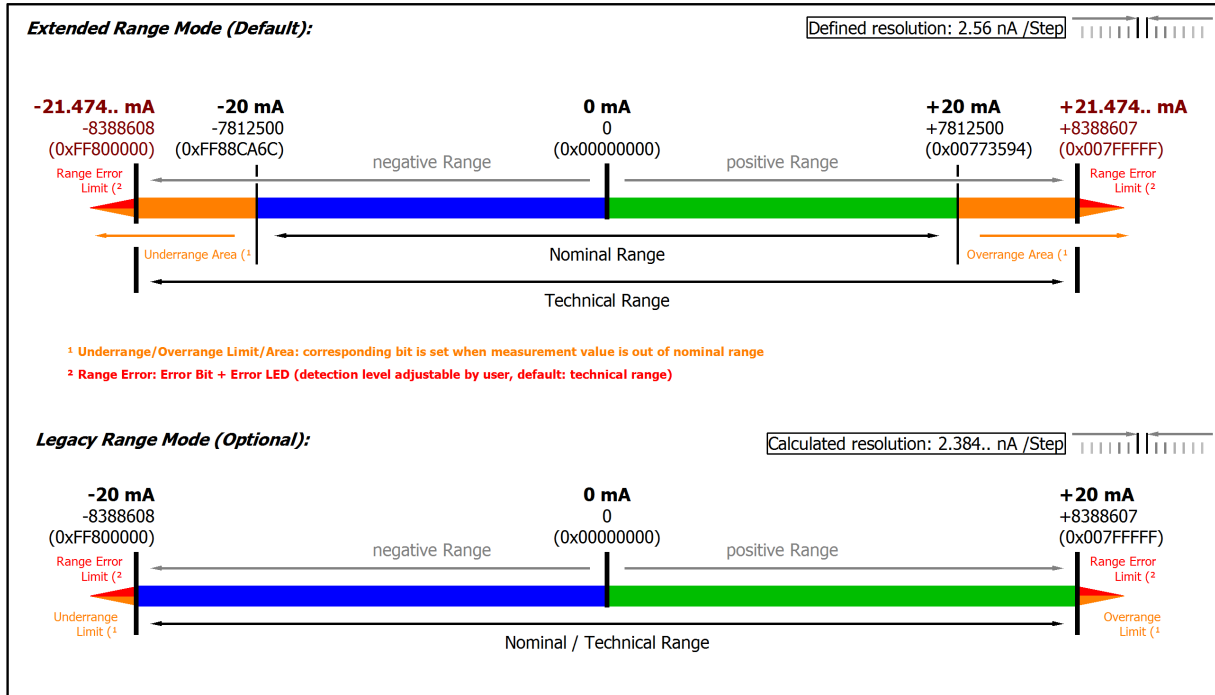 Extended Range Mode (Default):
Defined resolution: 2.56 nA /Step
-21.474.. mA
-8388608
(0xFF800000)
-20 mA
-7812500
(0xFF88CA6C)
0 mA
0
(0x00000000)
+20 mA
+7812500
(0x00773594)
+21.474.. mA
+8388607
(0x007FFFFF)
negative Range
positive Range
Range Error
Limit (²
Range Error
Limit (²
Underrange Area (¹
Nominal Range
Overrange Area (¹
Technical Range
¹ Underrange/Overrange Limit/Area: corresponding bit is set when measurement value is out of nominal range
² Range Error: Error Bit + Error LED (detection level adjustable by user, default: technical range)
Legacy Range Mode (Optional):
Calculated resolution: 2.384.. nA /Step
-20 mA
-8388608
(0xFF800000)
0 mA
0
(0x00000000)
+20 mA
+8388607
(0x007FFFFF)
negative Range
positive Range
Range Error
Limit (²
Range Error
Limit (²
Underrange
Limit (¹
Nominal / Technical Range
Overrange
Limit (¹